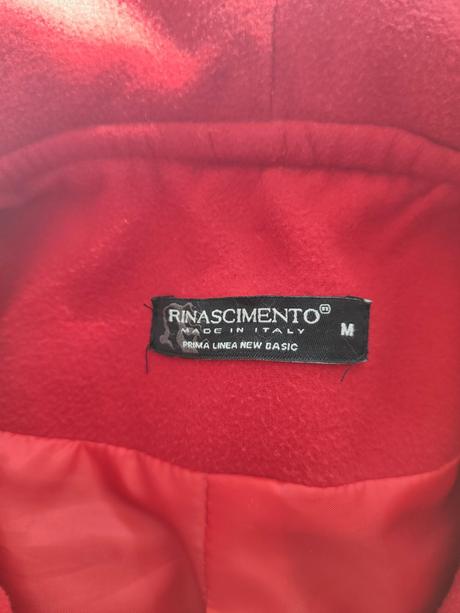 RINASCIMENTO
MADE IN ITALY
PRIMA LINEA NEW BASIC
M